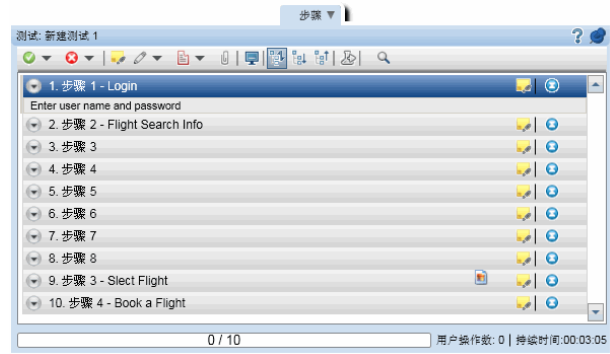 步骤
测试: 新建测试 1
1. 步骤 1 - Login
Enter user name and password
2. 步骤 2 - Flight Search Info
3. 步骤 3
4. 步骤 4
5. 步骤 5
6. 步骤 6
7. 步骤 7
8. 步骤 8
9. 步骤 3 - Slect Flight
10. 步骤 4 - Book a Flight
0 / 10
用户操作数: 0 | 持续时间:00:03:05